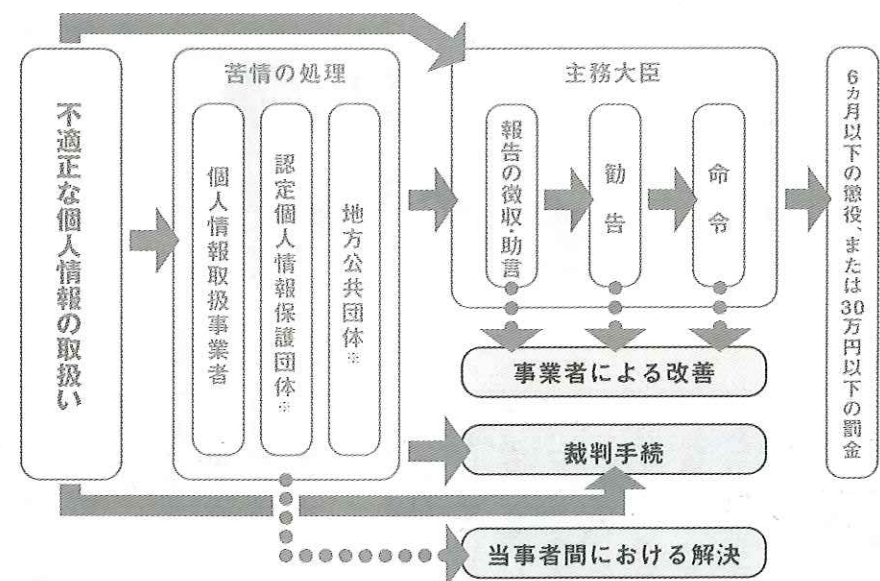 不適正な個人情報の取扱い
苦情の処理
個人情報取扱事業者
認定個人情報保護団体※
地方公共団体※
主務大臣
報告の徴収・助言
勧告
命令
事業者による改善
裁判手続
当事者間における解決
6ヵ月以下の懲役、または30万円以下の罰金